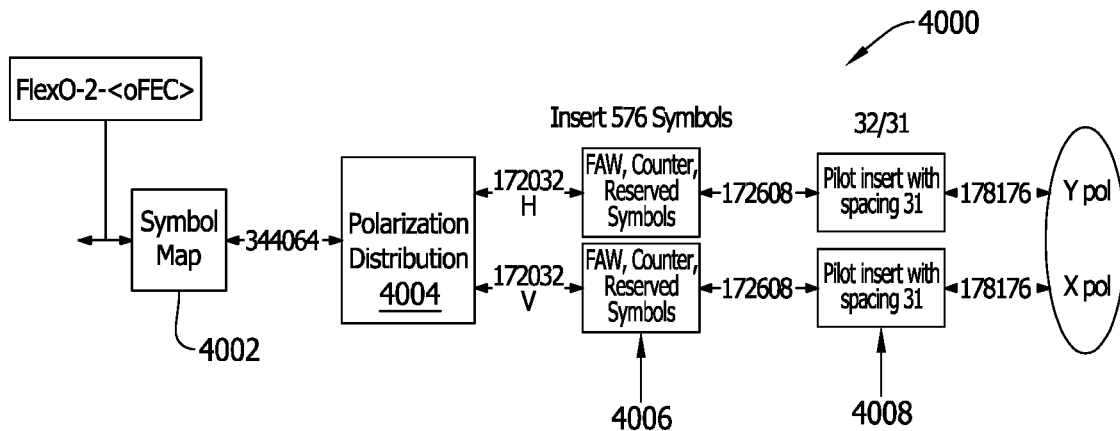 4000
FlexO-2-<oFEC>
Insert 576 Symbols
32/31
Symbol
Map
4002
344064
Polarization
Distribution
4004
172032
H
FAW, Counter,
Reserved
Symbols
172608
Pilot insert with
spacing 31
178176
Y pol
172032
V
FAW, Counter,
Reserved
Symbols
172608
Pilot insert with
spacing 31
178176
X pol
4006
4008